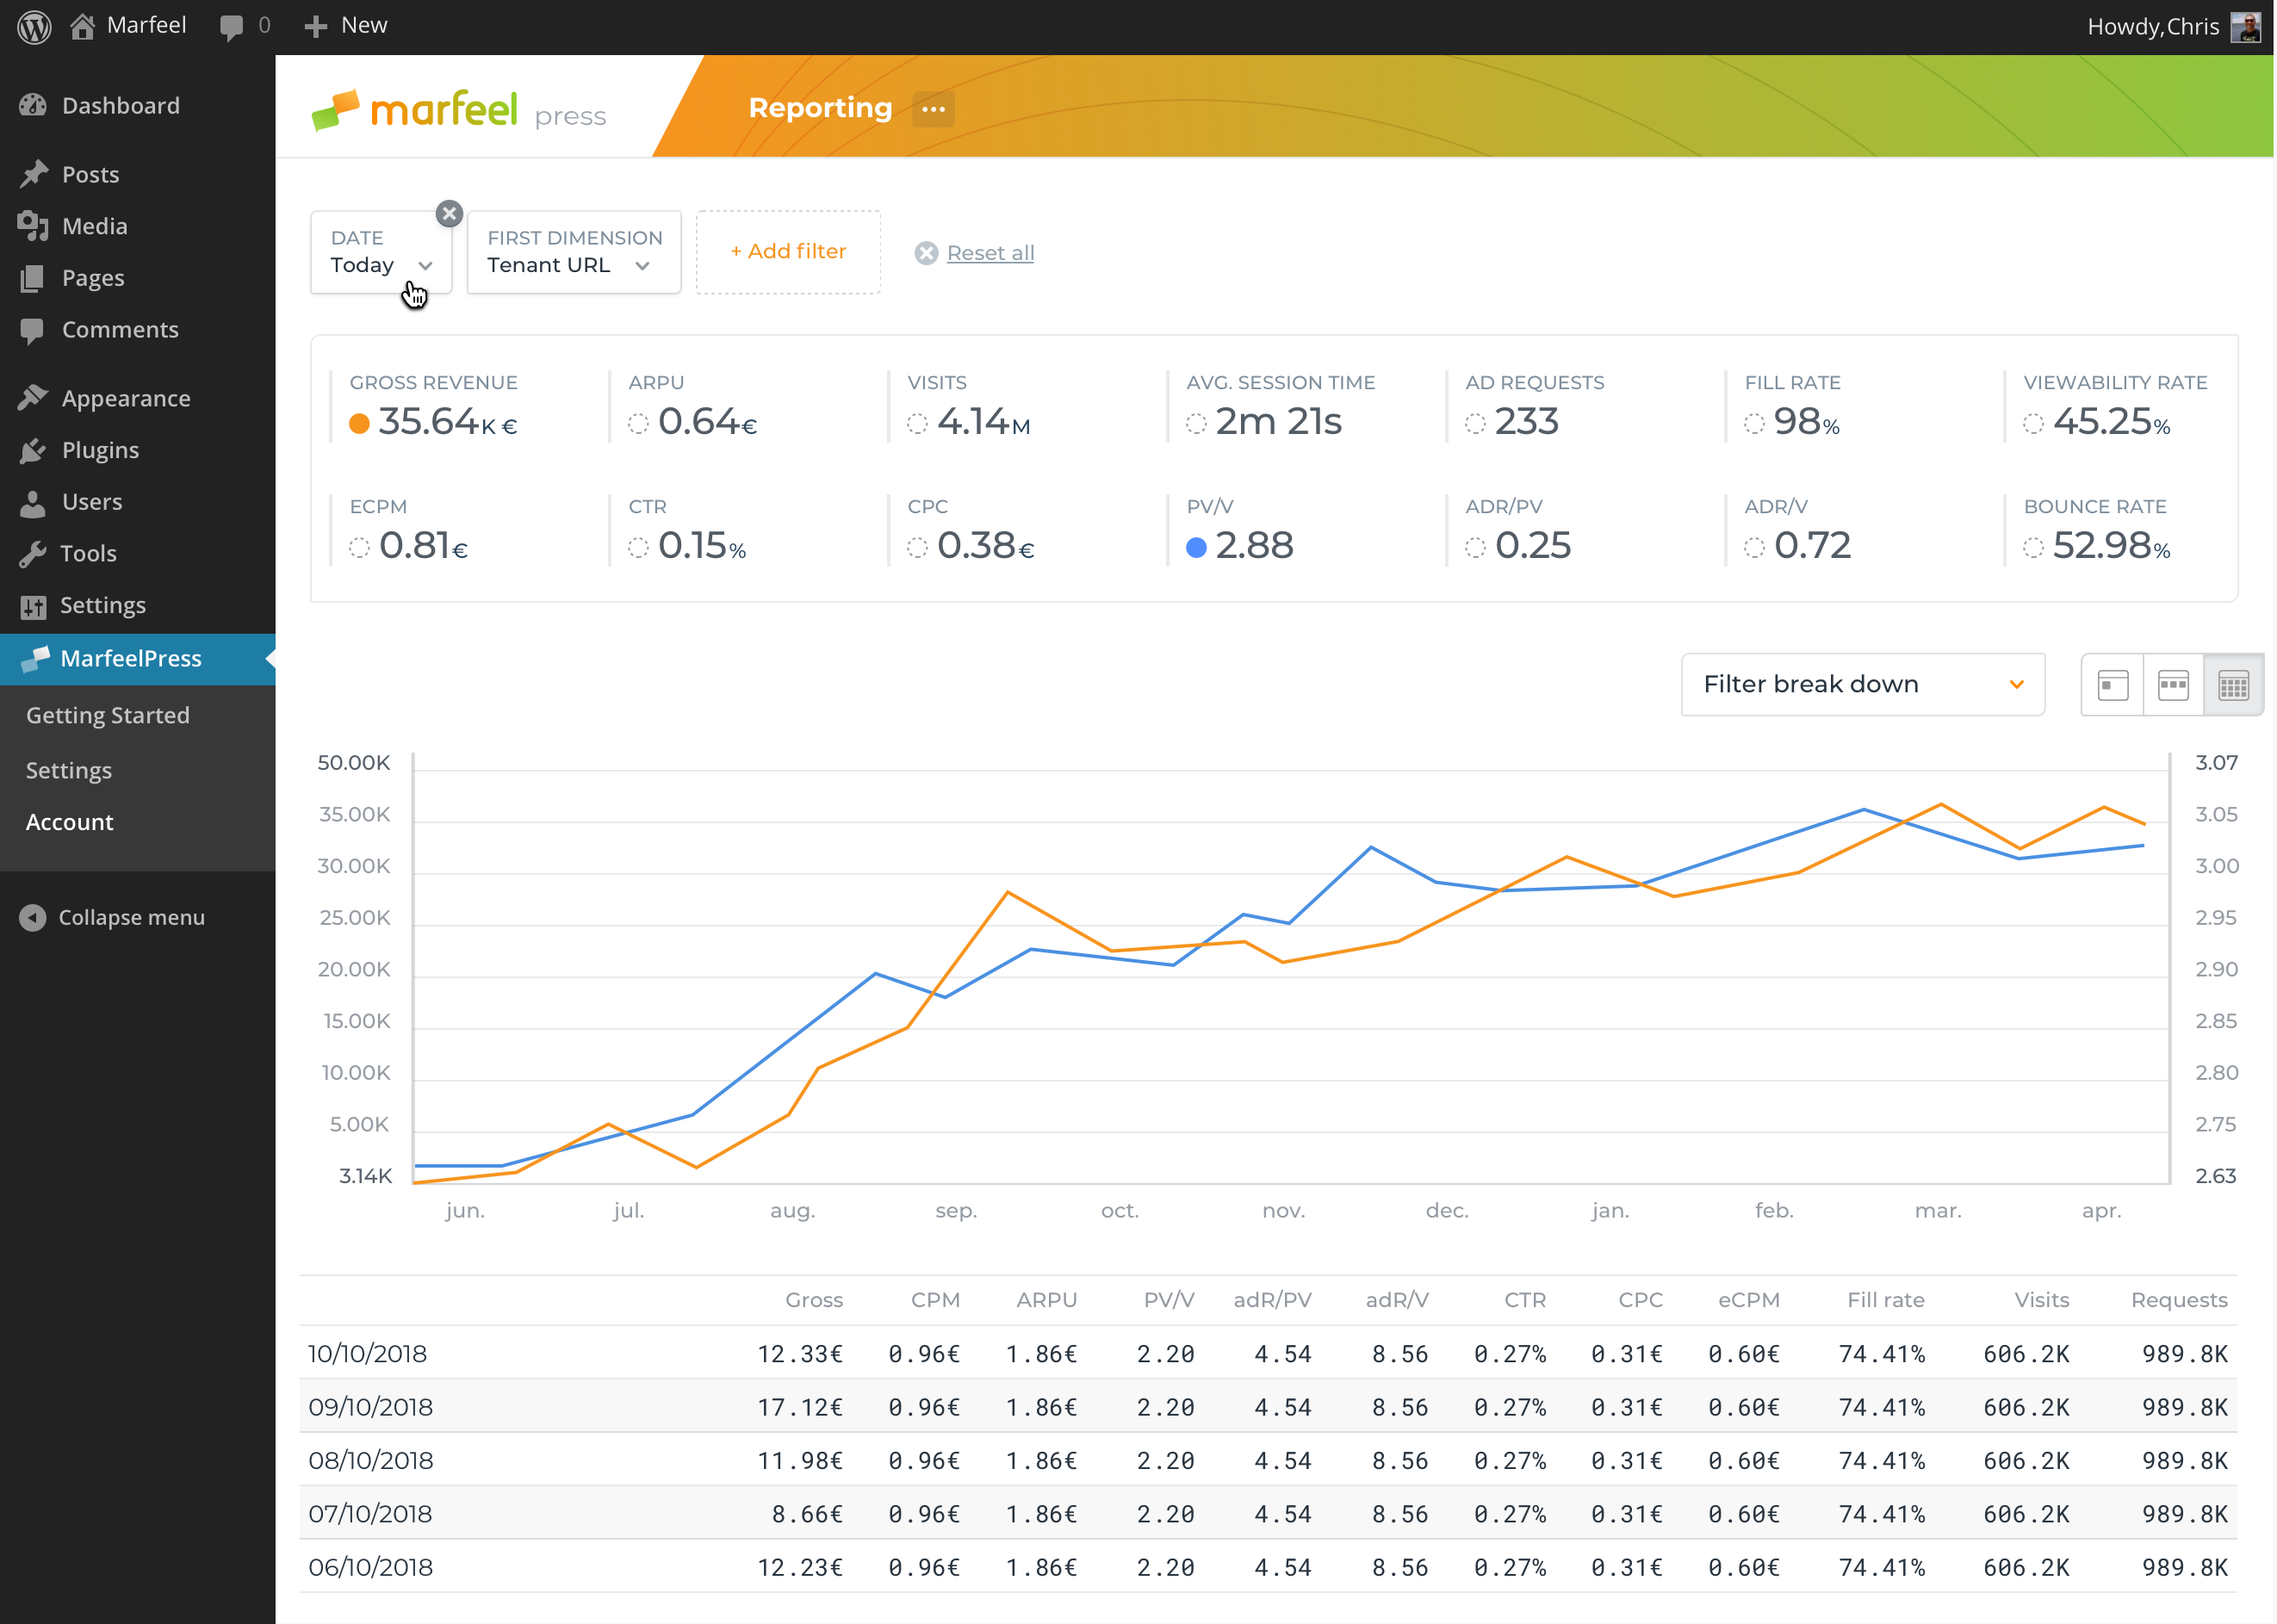 Marfeel 0 New Howdy,Chris
Dashboard
Posts
Media
Pages
Comments
Appearance
Plugins
Users
Tools
Settings
MarfeelPress
Getting Started
Settings
Account
Collapse menu
marfeel press
Reporting
DATE
Today
FIRST DIMENSION
Tenant URL
+ Add filter
Reset all
GROSS REVENUE ARPU VISITS AVG. SESSION TIME AD REQUESTS FILL RATE VIEWABILITY RATE
35.64K € 0.64€ 4.14M 2m 21s 233 98% 45.25%
ECPM CTR CPC PV/V ADR/PV ADR/V BOUNCE RATE
0.81€ 0.15% 0.38€ 2.88 0.25 0.72 52.98%
Filter break down
50.00K 3.07
35.00K 3.05
30.00K 3.00
25.00K 2.95
20.00K 2.90
15.00K 2.85
10.00K 2.80
5.00K 2.75
3.14K 2.63
jun. jul. aug. sep. oct. nov. dec. jan. feb. mar. apr.
Gross CPM ARPU PV/V adR/PV adR/V CTR CPC eCPM Fill rate Visits Requests
10/10/2018 12.33€ 0.96€ 1.86€ 2.20 4.54 8.56 0.27% 0.31€ 0.60€ 74.41% 606.2K 989.8K
09/10/2018 17.12€ 0.96€ 1.86€ 2.20 4.54 8.56 0.27% 0.31€ 0.60€ 74.41% 606.2K 989.8K
08/10/2018 11.98€ 0.96€ 1.86€ 2.20 4.54 8.56 0.27% 0.31€ 0.60€ 74.41% 606.2K 989.8K
07/10/2018 8.66€ 0.96€ 1.86€ 2.20 4.54 8.56 0.27% 0.31€ 0.60€ 74.41% 606.2K 989.8K
06/10/2018 12.23€ 0.96€ 1.86€ 2.20 4.54 8.56 0.27% 0.31€ 0.60€ 74.41% 606.2K 989.8K